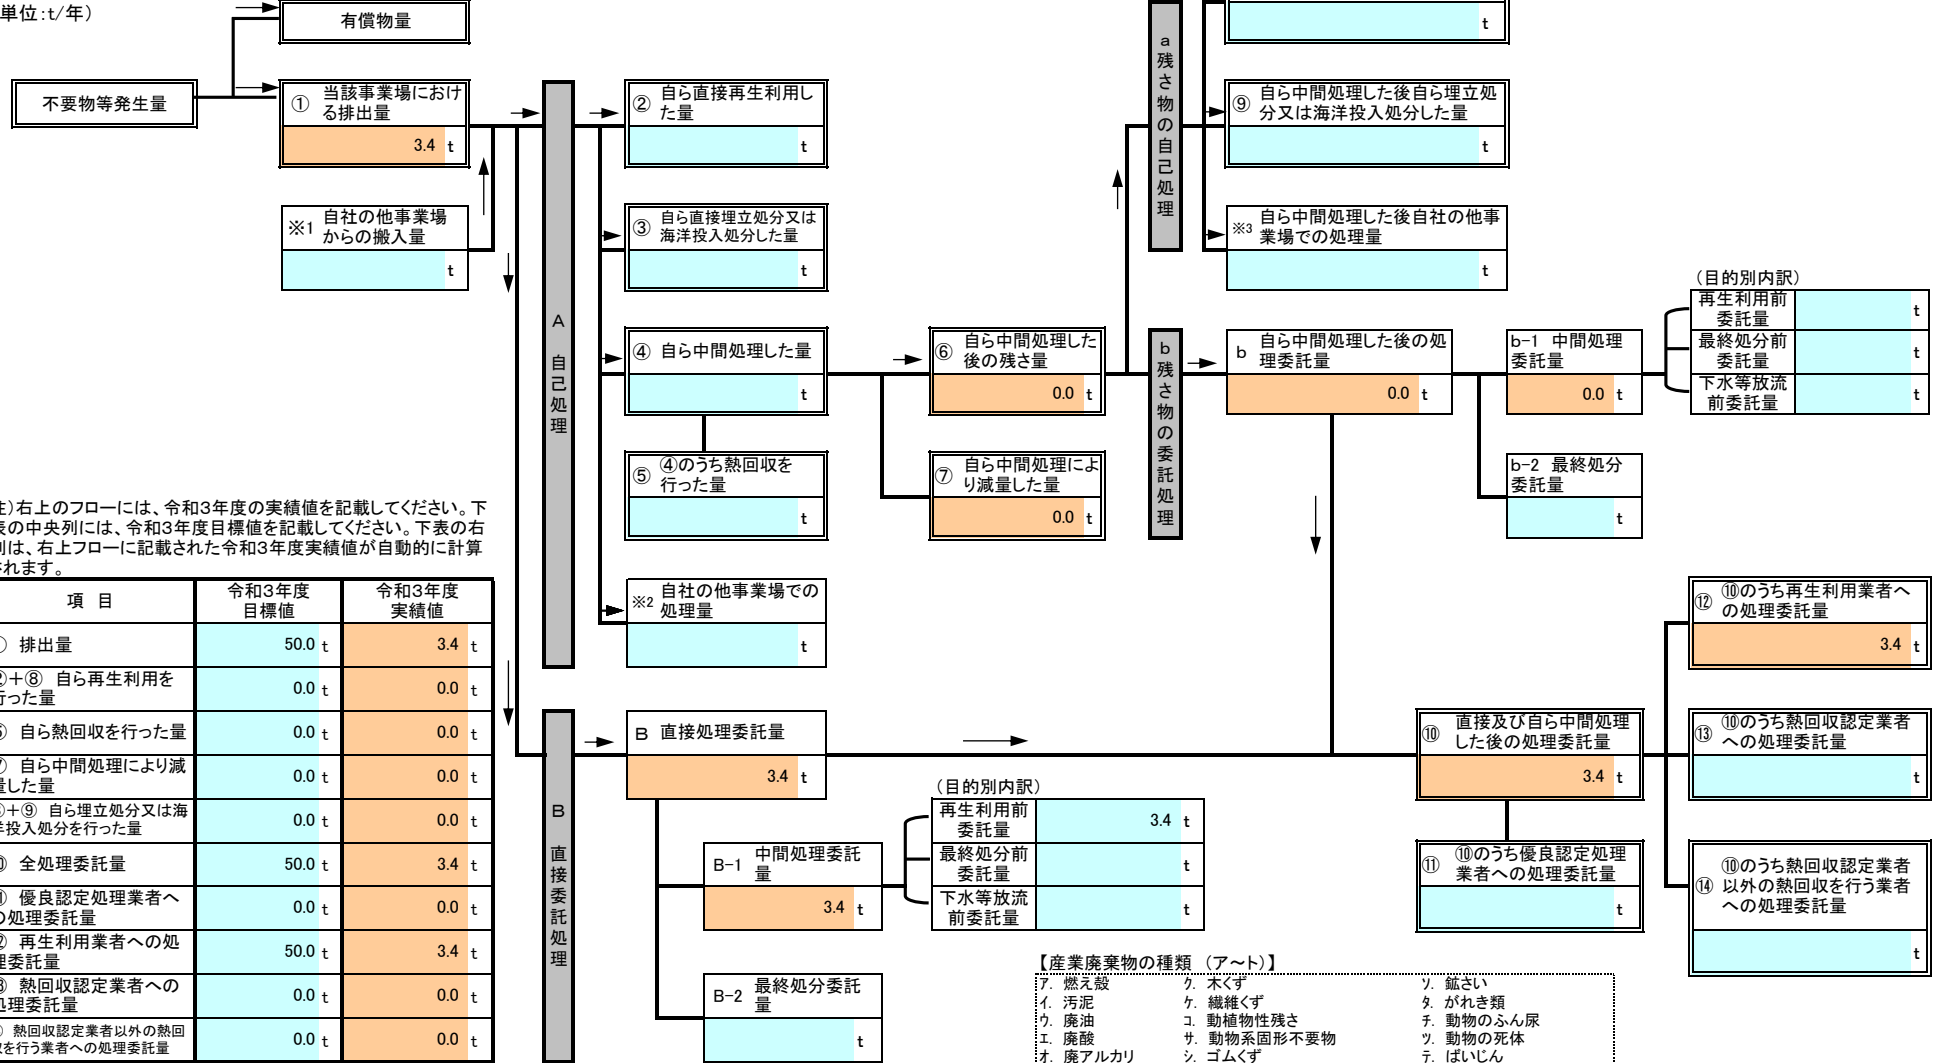 単位:t/年）
有償物量
不要物等発生量
① 当該事業場におけ
る排出量
3.4 t
※1 自社の他事業場
からの搬入量
t
A 自己処理
② 自ら直接再生利用し
た量
t
③ 自ら直接埋立処分又は
海洋投入処分した量
t
④ 自ら中間処理した量
t
⑤ ④のうち熱回収を
行った量
t
※2 自社の他事業場での
処理量
t
⑥ 自ら中間処理した
後の残さ量
0.0 t
⑦ 自ら中間処理によ
り減量した量
0.0 t
a残さ物の自己処理
t
⑨ 自ら中間処理した後自ら埋立処
分又は海洋投入処分した量
t
※3 自ら中間処理した後自社の他事
業場での処理量
t
b残さ物の委託処理
b 自ら中間処理した後の処
理委託量
0.0 t
b-1 中間処理
委託量
0.0 t
b-2 最終処分
委託量
t
（目的別内訳）
再生利用前
委託量
t
最終処分前
委託量
t
下水等放流
前委託量
t
)右上のフローには、令和3年度の実績値を記載してください。下
の中央列には、令和3年度目標値を記載してください。下表の右
は、右上フローに記載された令和3年度実績値が自動的に計算
れます。
項 目 令和3年度
目標値 令和3年度
実績値
排出量 50.0 t 3.4 t
+⑧ 自ら再生利用を
行った量 0.0 t 0.0 t
自ら熱回収を行った量 0.0 t 0.0 t
自ら中間処理により減
量した量 0.0 t 0.0 t
+⑨ 自ら埋立処分又は海
洋投入処分を行った量 0.0 t 0.0 t
全処理委託量 50.0 t 3.4 t
優良認定処理業者へ
の処理委託量 0.0 t 0.0 t
再生利用業者への処
理委託量 50.0 t 3.4 t
熱回収認定業者への
処理委託量 0.0 t 0.0 t
熱回収認定業者以外の熱回
収を行う業者への処理委託量 0.0 t 0.0 t
B 直接委託処理
B 直接処理委託量
3.4 t
B-1 中間処理委託
量
3.4 t
B-2 最終処分委託
量
t
（目的別内訳）
再生利用前
委託量
3.4 t
最終処分前
委託量
t
下水等放流
前委託量
t
⑩ 直接及び自ら中間処理
した後の処理委託量
3.4 t
⑪ ⑩のうち優良認定処理
業者への処理委託量
t
⑫ ⑩のうち再生利用業者へ
の処理委託量
3.4 t
⑬ ⑩のうち熱回収認定業者
への処理委託量
t
⑭ ⑩のうち熱回収認定業者
以外の熱回収を行う業者
への処理委託量
t
【産業廃棄物の種類 （ア～ト）】
ｱ. 燃え殻 ｸ. 木くず ｿ. 鉱さい
ｲ. 汚泥 ｹ. 繊維くず ﾀ. がれき類
ｳ. 廃油 ｺ. 動植物性残さ ﾁ. 動物のふん尿
ｴ. 廃酸 ｻ. 動物系固形不要物 ﾂ. 動物の死体
ｵ. 廃アルカリ ｼ. ゴムくず ﾃ. ばいじん